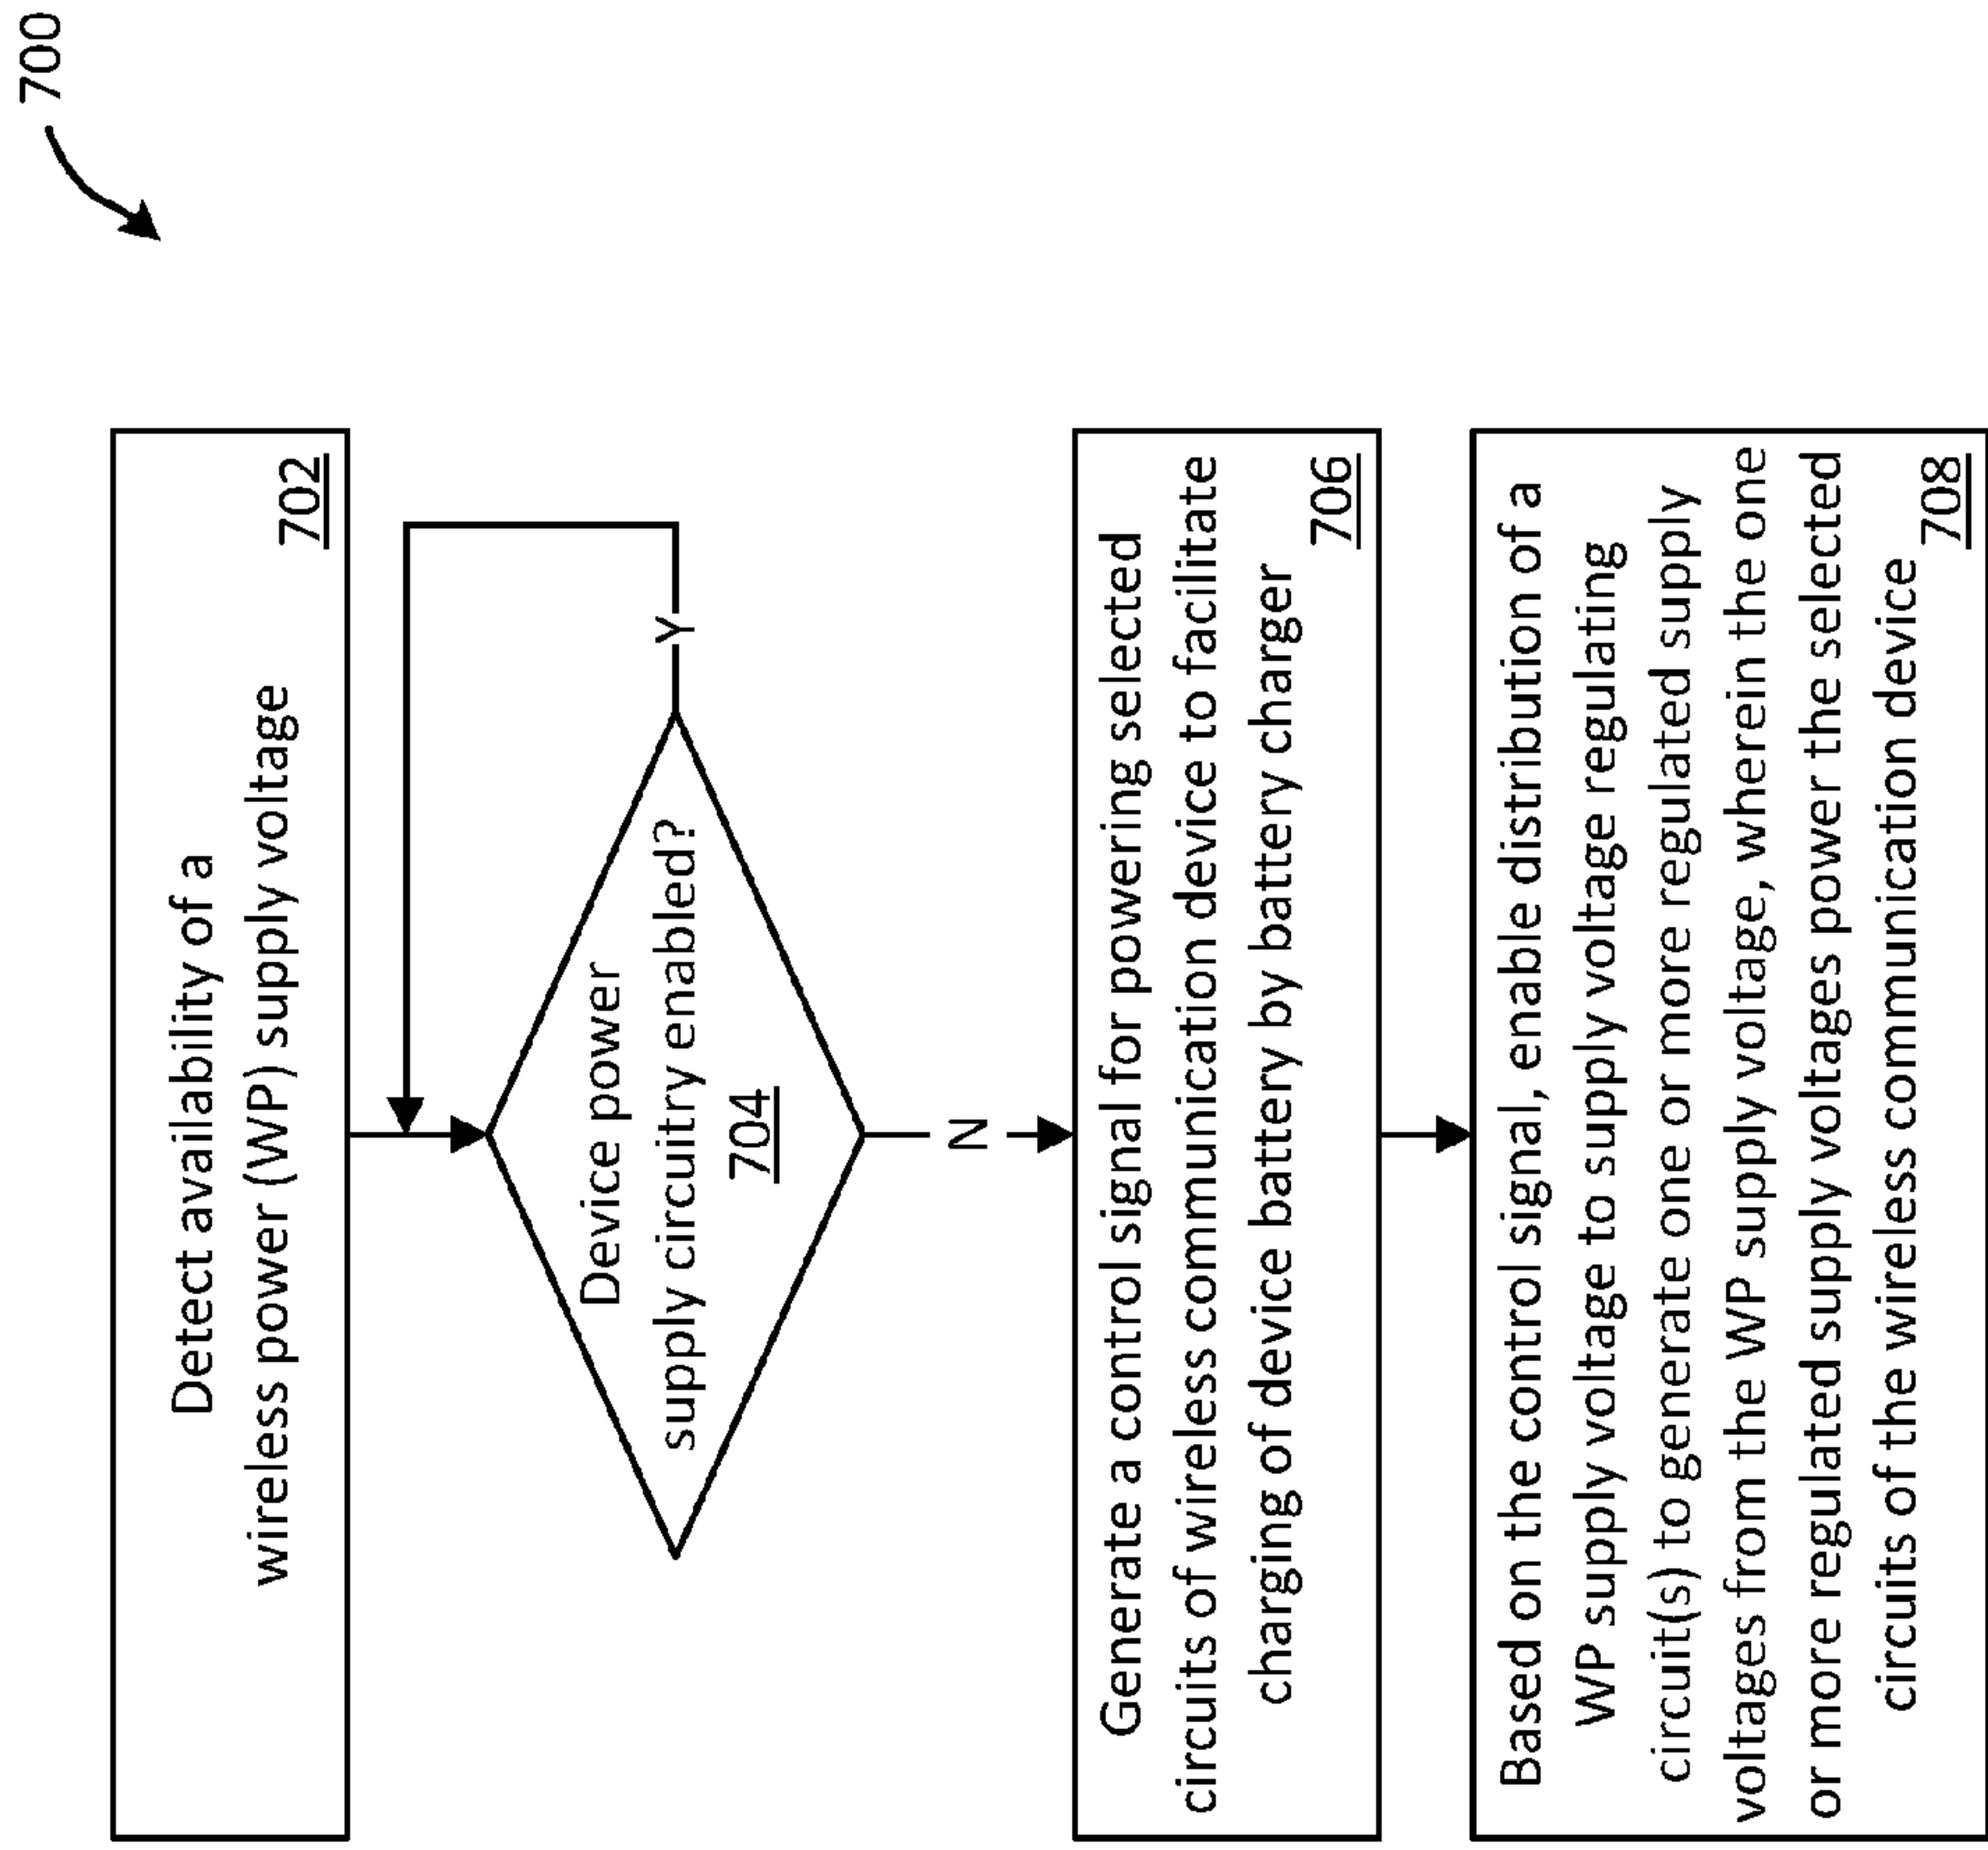 700
Detect availability of a
wireless power (WP) supply voltage
702
Device power
supply circuitry enabled?
704
Y
N
Generate a control signal for powering selected
circuits of wireless communication device to facilitate
charging of device battery by battery charger
706
Based on the control signal, enable distribution of a
WP supply voltage to supply voltage regulating
circuit(s) to generate one or more regulated supply
voltages from the WP supply voltage, wherein the one
or more regulated supply voltages power the selected
circuits of the wireless communication device
708